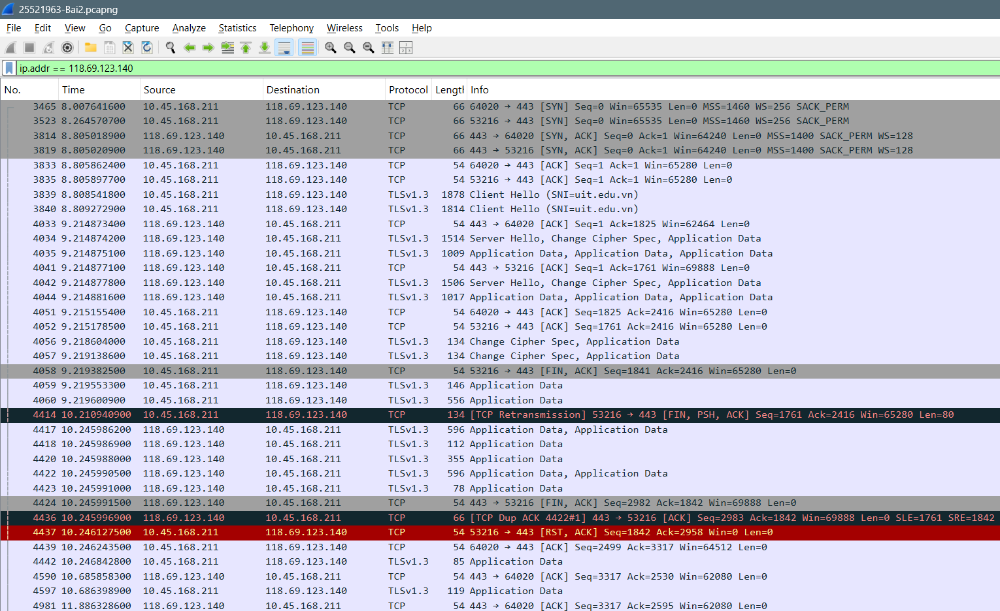 25521963-Bai2.pcapng
File Edit View Go Capture Analyze Statistics Telephony Wireless Tools Help
ip.addr == 118.69.123.140
No. Time Source Destination Protocol Length Info
3465 8.007641600 10.45.168.211 118.69.123.140 TCP 66 64020 → 443 [SYN] Seq=0 Win=65535 Len=0 MSS=1460 WS=256 SACK_PERM
3523 8.264570700 10.45.168.211 118.69.123.140 TCP 66 53216 → 443 [SYN] Seq=0 Win=65535 Len=0 MSS=1460 WS=256 SACK_PERM
3814 8.805018900 118.69.123.140 10.45.168.211 TCP 66 443 → 64020 [SYN, ACK] Seq=0 Ack=1 Win=64240 Len=0 MSS=1400 SACK_PERM WS=128
3819 8.805020900 118.69.123.140 10.45.168.211 TCP 66 443 → 53216 [SYN, ACK] Seq=0 Ack=1 Win=64240 Len=0 MSS=1400 SACK_PERM WS=128
3833 8.805862400 10.45.168.211 118.69.123.140 TCP 54 64020 → 443 [ACK] Seq=1 Ack=1 Win=65280 Len=0
3835 8.805897700 10.45.168.211 118.69.123.140 TCP 54 53216 → 443 [ACK] Seq=1 Ack=1 Win=65280 Len=0
3839 8.808541800 10.45.168.211 118.69.123.140 TLSv1.3 1878 Client Hello (SNI=uit.edu.vn)
3840 8.809272900 10.45.168.211 118.69.123.140 TLSv1.3 1814 Client Hello (SNI=uit.edu.vn)
4033 9.214873400 118.69.123.140 10.45.168.211 TCP 54 443 → 64020 [ACK] Seq=1 Ack=1825 Win=62464 Len=0
4034 9.214874200 118.69.123.140 10.45.168.211 TLSv1.3 1514 Server Hello, Change Cipher Spec, Application Data
4035 9.214875100 118.69.123.140 10.45.168.211 TLSv1.3 1009 Application Data, Application Data, Application Data
4041 9.214877100 118.69.123.140 10.45.168.211 TCP 54 443 → 53216 [ACK] Seq=1 Ack=1761 Win=69888 Len=0
4042 9.214877800 118.69.123.140 10.45.168.211 TLSv1.3 1506 Server Hello, Change Cipher Spec, Application Data
4044 9.214881600 118.69.123.140 10.45.168.211 TLSv1.3 1017 Application Data, Application Data, Application Data
4051 9.215155400 10.45.168.211 118.69.123.140 TCP 54 64020 → 443 [ACK] Seq=1825 Ack=2416 Win=65280 Len=0
4052 9.215178500 10.45.168.211 118.69.123.140 TCP 54 53216 → 443 [ACK] Seq=1761 Ack=2416 Win=65280 Len=0
4056 9.218604000 10.45.168.211 118.69.123.140 TLSv1.3 134 Change Cipher Spec, Application Data
4057 9.219138600 10.45.168.211 118.69.123.140 TLSv1.3 134 Change Cipher Spec, Application Data
4058 9.219382500 10.45.168.211 118.69.123.140 TCP 54 53216 → 443 [FIN, ACK] Seq=1841 Ack=2416 Win=65280 Len=0
4059 9.219553300 10.45.168.211 118.69.123.140 TLSv1.3 146 Application Data
4060 9.219600900 10.45.168.211 118.69.123.140 TLSv1.3 556 Application Data
4414 10.210940900 10.45.168.211 118.69.123.140 TCP 134 [TCP Retransmission] 53216 → 443 [FIN, PSH, ACK] Seq=1761 Ack=2416 Win=65280 Len=80
4417 10.245986200 118.69.123.140 10.45.168.211 TLSv1.3 596 Application Data, Application Data
4418 10.245986900 118.69.123.140 10.45.168.211 TLSv1.3 112 Application Data
4420 10.245988000 118.69.123.140 10.45.168.211 TLSv1.3 355 Application Data
4422 10.245990500 118.69.123.140 10.45.168.211 TLSv1.3 596 Application Data, Application Data
4423 10.245991000 118.69.123.140 10.45.168.211 TLSv1.3 78 Application Data
4424 10.245991500 118.69.123.140 10.45.168.211 TCP 54 443 → 53216 [FIN, ACK] Seq=2982 Ack=1842 Win=69888 Len=0
4436 10.245996900 118.69.123.140 10.45.168.211 TCP 66 [TCP Dup ACK 4422#1] 443 → 53216 [ACK] Seq=2983 Ack=1842 Win=69888 Len=0 SLE=1761 SRE=1842
4437 10.246127500 10.45.168.211 118.69.123.140 TCP 54 53216 → 443 [RST, ACK] Seq=1842 Ack=2958 Win=0 Len=0
4439 10.246243500 10.45.168.211 118.69.123.140 TCP 54 64020 → 443 [ACK] Seq=2499 Ack=3317 Win=64512 Len=0
4442 10.246842800 10.45.168.211 118.69.123.140 TLSv1.3 85 Application Data
4590 10.685858300 118.69.123.140 10.45.168.211 TCP 54 443 → 64020 [ACK] Seq=3317 Ack=2530 Win=62080 Len=0
4597 10.686398900 10.45.168.211 118.69.123.140 TLSv1.3 119 Application Data
4981 11.886328600 118.69.123.140 10.45.168.211 TCP 54 443 → 64020 [ACK] Seq=3317 Ack=2595 Win=62080 Len=0